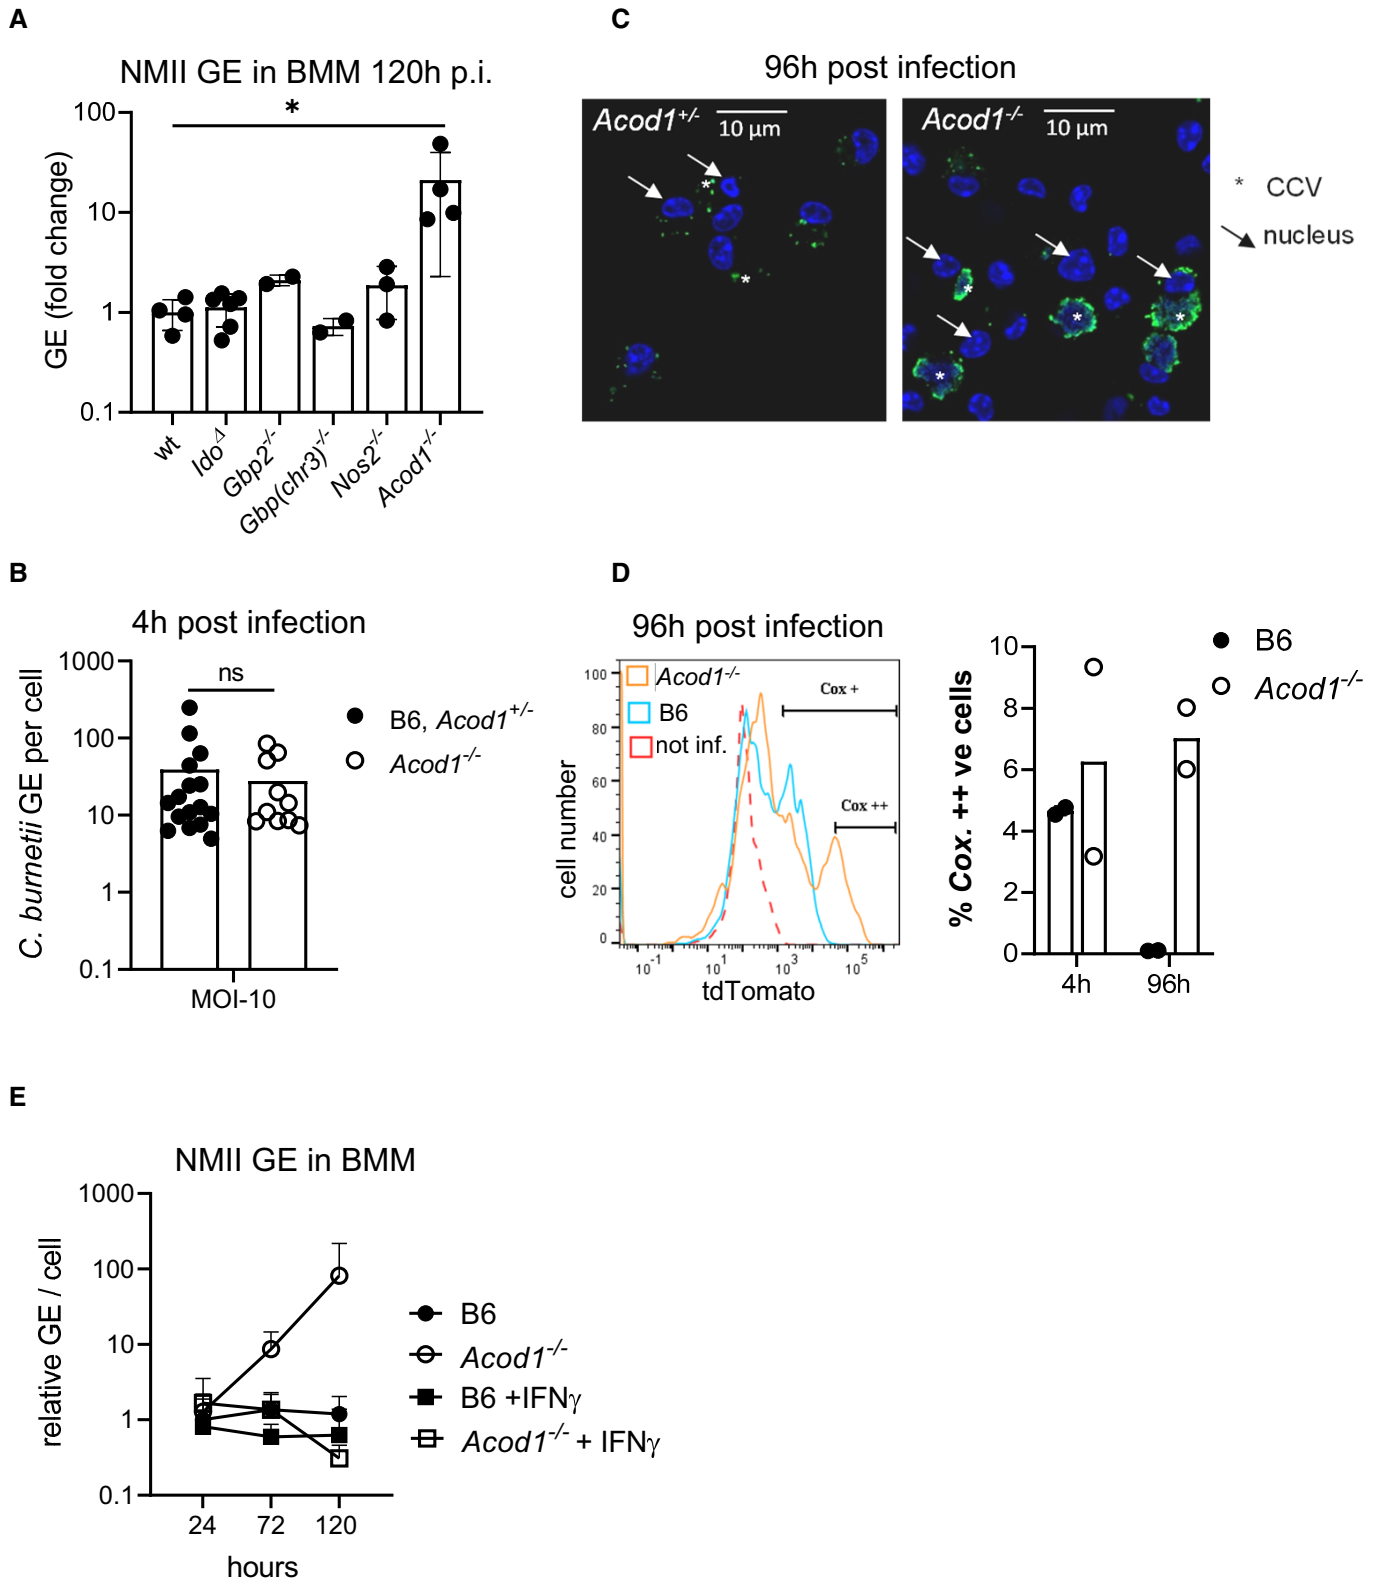 A
NMII GE in BMM 120h p.i.
*
GE (fold change)
100
10
1
0.1
wt
IdoΔ
Gbp2-/-
Gbp(chr3)-/-
Nos2-/-
Acod1-/-
C
96h post infection
Acod1+/-
10 µm
*
*
Acod1-/-
10 µm
*
*
*
*
* CCV
nucleus
B
4h post infection
C. burnetii GE per cell
1000
100
10
1
0.1
ns
MOI-10
B6, Acod1+/-
Acod1-/-
D
96h post infection
cell number
100
80
60
40
20
0
Acod1-/-
B6
not inf.
Cox +
Cox ++
10-1
101
103
105
tdTomato
% Cox. ++ ve cells
10
8
6
4
2
0
4h
96h
B6
Acod1-/-
E
NMII GE in BMM
relative GE / cell
1000
100
10
1
0.1
24
72
120
hours
B6
Acod1-/-
B6 +IFNγ
Acod1-/- + IFNγ